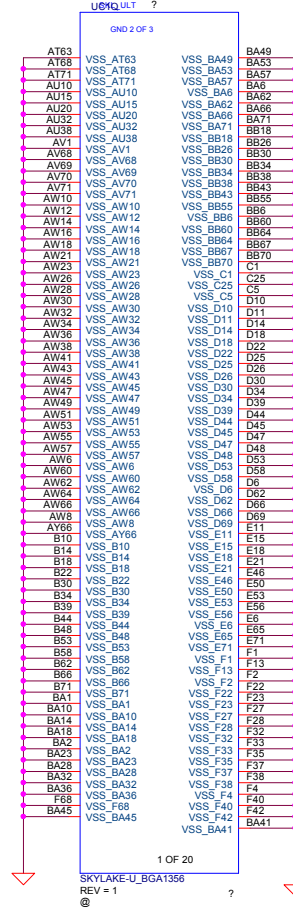 UC1Q SKL_ULT ?
GND 2 OF 3
AT63 VSS_AT63 VSS_BA49 BA49
AT68 VSS_AT68 VSS_BA53 BA53
AT71 VSS_AT71 VSS_BA57 BA57
AU10 VSS_AU10 VSS_BA6 BA6
AU15 VSS_AU15 VSS_BA62 BA62
AU20 VSS_AU20 VSS_BA66 BA66
AU32 VSS_AU32 VSS_BA71 BA71
AU38 VSS_AU38 VSS_BB18 BB18
AV1 VSS_AV1 VSS_BB26 BB26
AV68 VSS_AV68 VSS_BB30 BB30
AV69 VSS_AV69 VSS_BB34 BB34
AV70 VSS_AV70 VSS_BB38 BB38
AV71 VSS_AV71 VSS_BB43 BB43
AW10 VSS_AW10 VSS_BB55 BB55
AW12 VSS_AW12 VSS_BB6 BB6
AW14 VSS_AW14 VSS_BB60 BB60
AW16 VSS_AW16 VSS_BB64 BB64
AW18 VSS_AW18 VSS_BB67 BB67
AW21 VSS_AW21 VSS_BB70 BB70
AW23 VSS_AW23 VSS_C1 C1
AW26 VSS_AW26 VSS_C25 C25
AW28 VSS_AW28 VSS_C5 C5
AW30 VSS_AW30 VSS_D10 D10
AW32 VSS_AW32 VSS_D11 D11
AW34 VSS_AW34 VSS_D14 D14
AW36 VSS_AW36 VSS_D18 D18
AW38 VSS_AW38 VSS_D22 D22
AW41 VSS_AW41 VSS_D25 D25
AW43 VSS_AW43 VSS_D26 D26
AW45 VSS_AW45 VSS_D30 D30
AW47 VSS_AW47 VSS_D34 D34
AW49 VSS_AW49 VSS_D39 D39
AW51 VSS_AW51 VSS_D44 D44
AW53 VSS_AW53 VSS_D45 D45
AW55 VSS_AW55 VSS_D47 D47
AW57 VSS_AW57 VSS_D48 D48
AW6 VSS_AW6 VSS_D53 D53
AW60 VSS_AW60 VSS_D58 D58
AW62 VSS_AW62 VSS_D6 D6
AW64 VSS_AW64 VSS_D62 D62
AW66 VSS_AW66 VSS_D66 D66
AW8 VSS_AW8 VSS_D69 D69
AY66 VSS_AY66 VSS_E11 E11
B10 VSS_B10 VSS_E15 E15
B14 VSS_B14 VSS_E18 E18
B18 VSS_B18 VSS_E21 E21
B22 VSS_B22 VSS_E46 E46
B30 VSS_B30 VSS_E50 E50
B34 VSS_B34 VSS_E53 E53
B39 VSS_B39 VSS_E56 E56
B44 VSS_B44 VSS_E6 E6
B48 VSS_B48 VSS_E65 E65
B53 VSS_B53 VSS_E71 E71
B58 VSS_B58 VSS_F1 F1
B62 VSS_B62 VSS_F13 F13
B66 VSS_B66 VSS_F2 F2
B71 VSS_B71 VSS_F22 F22
BA1 VSS_BA1 VSS_F23 F23
BA10 VSS_BA10 VSS_F27 F27
BA14 VSS_BA14 VSS_F28 F28
BA18 VSS_BA18 VSS_F32 F32
BA2 VSS_BA2 VSS_F33 F33
BA23 VSS_BA23 VSS_F35 F35
BA28 VSS_BA28 VSS_F37 F37
BA32 VSS_BA32 VSS_F38 F38
BA36 VSS_BA36 VSS_F4 F4
F68 VSS_F68 VSS_F40 F40
BA45 VSS_BA45 VSS_F42 F42
VSS_BA41 BA41
1 OF 20
SKYLAKE-U_BGA1356
REV = 1 ?
@